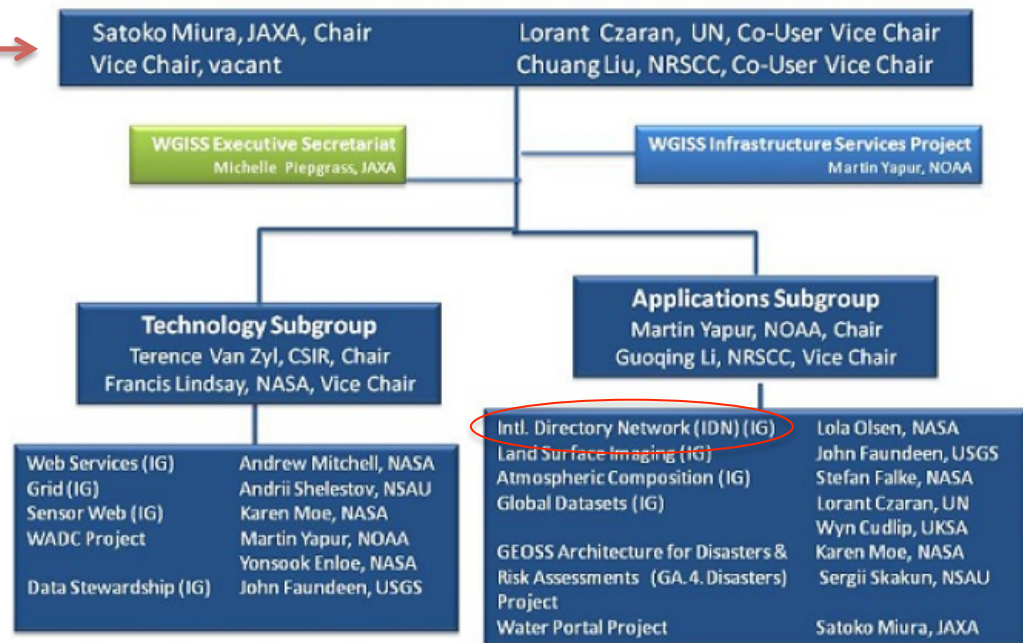 Satoko Miura, JAXA, Chair
Vice Chair, vacant
Lorant Czaran, UN, Co-User Vice Chair
Chuang Liu, NRSCC, Co-User Vice Chair
WGISS Executive Secretariat
Michelle Piepgrass, JAXA
WGISS Infrastructure Services Project
Martin Yapur, NOAA
Technology Subgroup
Terence Van Zyl, CSIR, Chair
Francis Lindsay, NASA, Vice Chair
Applications Subgroup
Martin Yapur, NOAA, Chair
Guoqing Li, NRSCC, Vice Chair
Web Services (IG) Andrew Mitchell, NASA
Grid (IG) Andrii Shelestov, NSAU
Sensor Web (IG) Karen Moe, NASA
WADC Project Martin Yapur, NOAA
Yonsook Enloe, NASA
Data Stewardship (IG) John Faundeen, USGS
Intl. Directory Network (IDN) (IG) Lola Olsen, NASA
Land Surface Imaging (IG) John Faundeen, USGS
Atmospheric Composition (IG) Stefan Falke, NASA
Global Datasets (IG) Lorant Czaran, UN
Wyn Cudlip, UKSA
GEOSS Architecture for Disasters & Karen Moe, NASA
Risk Assessments (GA.4.Disasters) Sergii Skakun, NSAU
Project
Water Portal Project Satoko Miura, JAXA